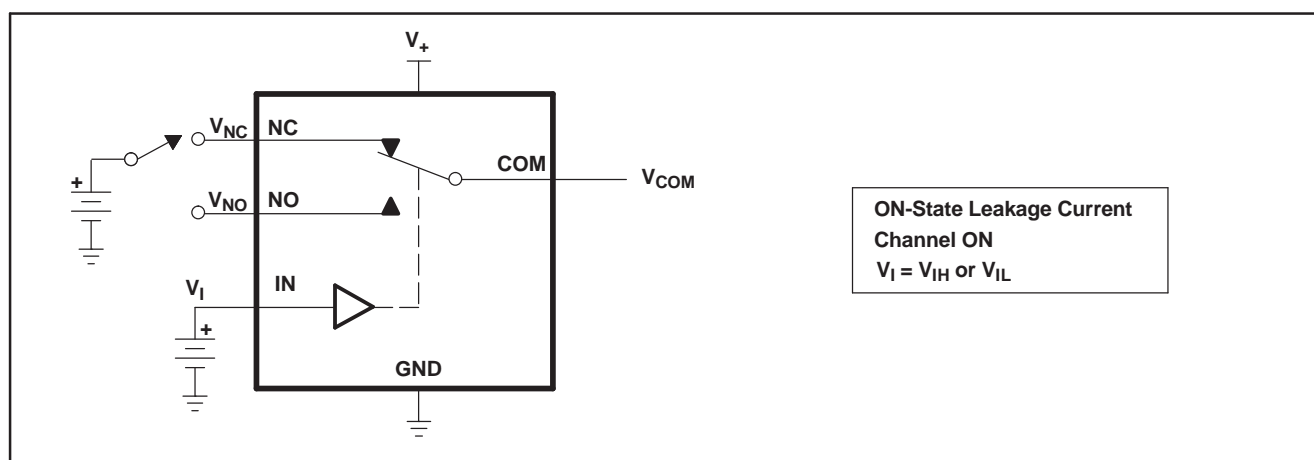 V+
VNC NC
COM
VCOM
VNO NO
VI IN
GND
+
+
ON-State Leakage Current
Channel ON
VI = VIH or VIL